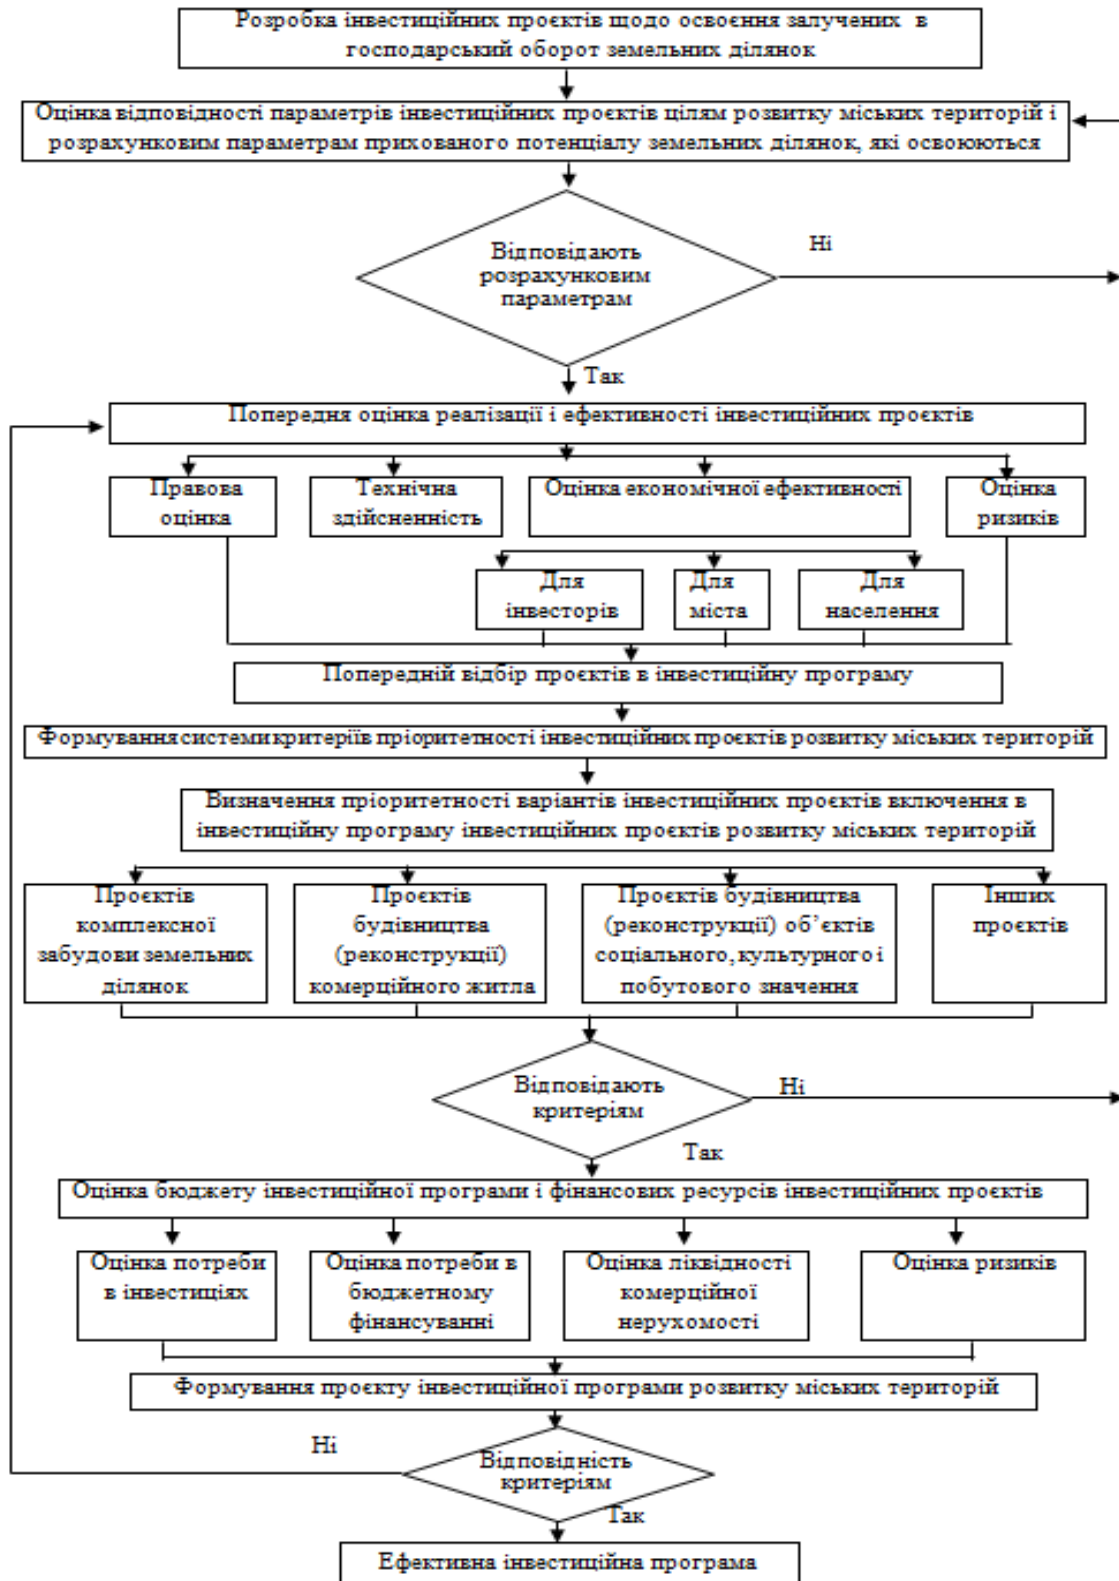 Розробка інвестиційних проєктів щодо освоєння залучених в
господарський оборот земельних ділянок
Оцінка відповідності параметрів інвестиційних проєктів цілям розвитку міських територій і
розрахунковим параметрам прихованого потенціалу земельних ділянок, які освоюються
Відповідають
розрахунковим
параметрам
Ні
Так
Попередня оцінка реалізації і ефективності інвестиційних проєктів
Правова
оцінка
Технічна
здійсненність
Оцінка економічної ефективності
Оцінка
ризиків
Для
інвесторів
Для
міста
Для
населення
Попередній відбір проєктів в інвестиційну програму
Формування системи критеріїв пріоритетності інвестиційних проєктів розвитку міських територій
Визначення пріоритетності варіантів інвестиційних проєктів включення в
інвестиційну програму інвестиційних проєктів розвитку міських територій
Проєктів
комплексної
забудови земельних
ділянок
Проєктів
будівництва
(реконструкції)
комерційного житла
Проєктів будівництва
(реконструкції) об’єктів
соціального, культурного і
побутового значення
Інших
проєктів
Відповідають
критеріям
Ні
Так
Оцінка бюджету інвестиційної програми і фінансових ресурсів інвестиційних проєктів
Оцінка потреби
в інвестиціях
Оцінка потреби в
бюджетному
фінансуванні
Оцінка ліквідності
комерційної
нерухомості
Оцінка ризиків
Формування проєкту інвестиційної програми розвитку міських територій
Ні
Відповідність
критеріям
Так
Ефективна інвестиційна програма